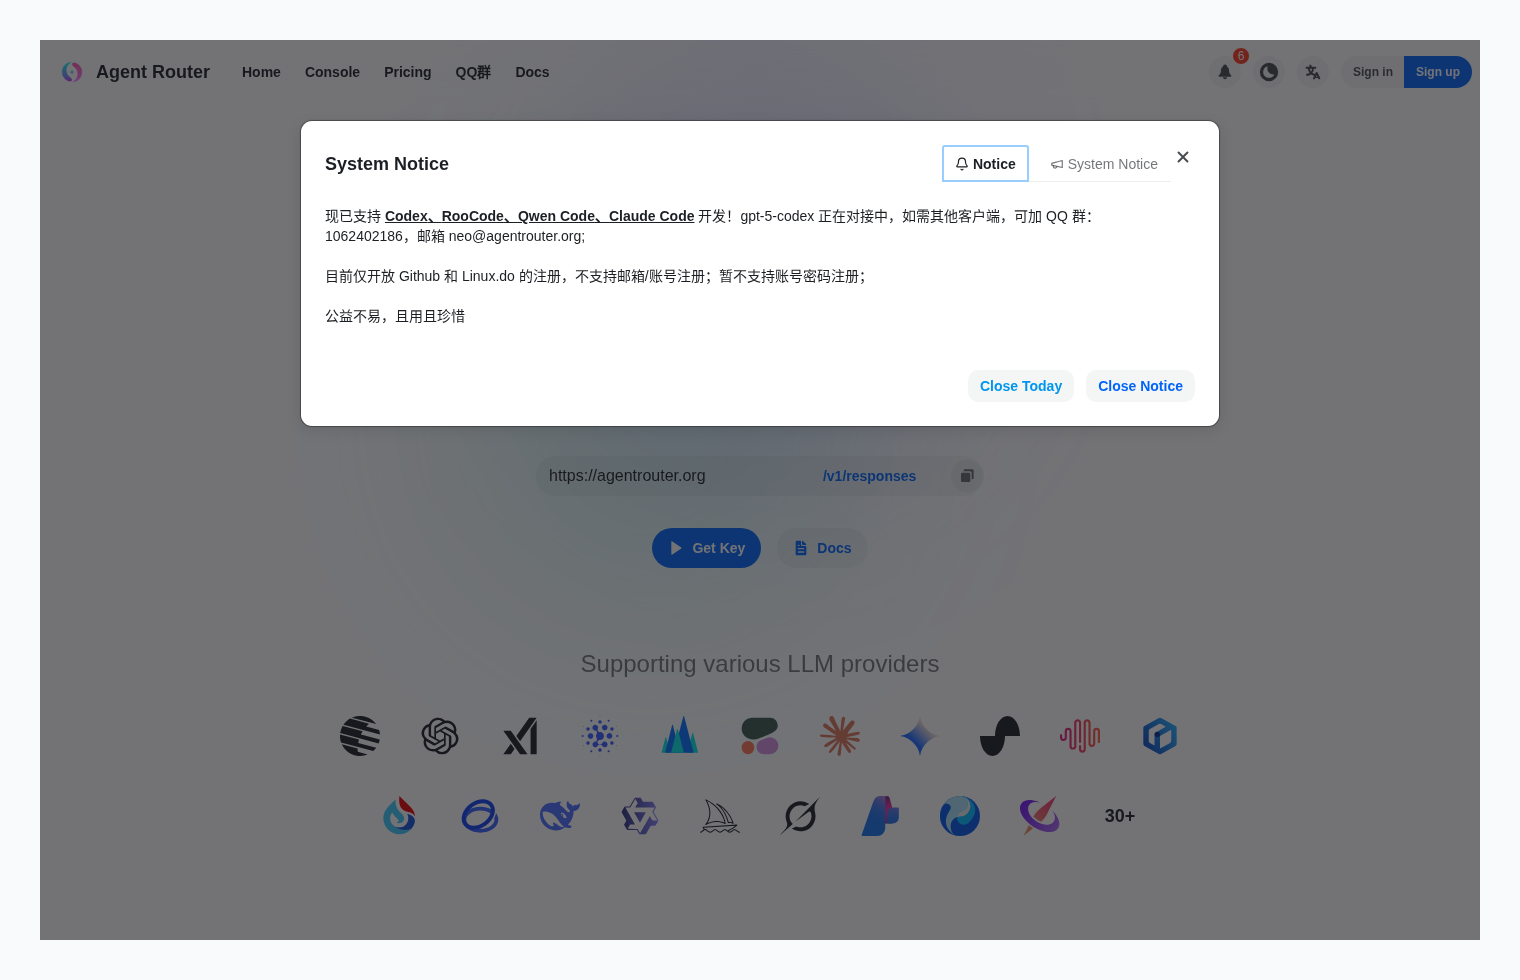 Agent Router Home Console Pricing QQ群 Docs 6 Sign in Sign up
System Notice Notice System Notice
现已支持 Codex、RooCode、Qwen Code、Claude Code 开发！gpt-5-codex 正在对接中，如需其他客户端，可加 QQ 群：
1062402186，邮箱 neo@agentrouter.org;
目前仅开放 Github 和 Linux.do 的注册，不支持邮箱/账号注册；暂不支持账号密码注册；
公益不易，且用且珍惜
Close Today Close Notice
https://agentrouter.org /v1/responses
Get Key Docs
Supporting various LLM providers
30+